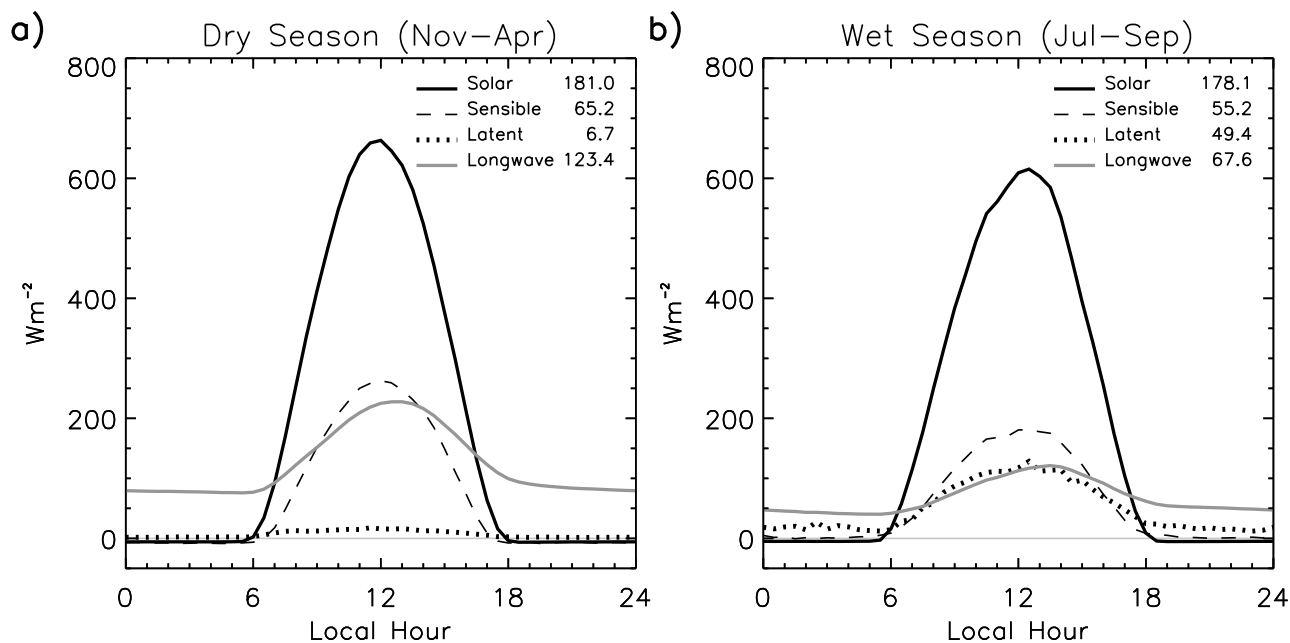 a)
Dry Season (Nov-Apr)
800
600
400
200
0
Wm⁻²
Solar 181.0
Sensible 65.2
Latent 6.7
Longwave 123.4
0 6 12 18 24
Local Hour
b)
Wet Season (Jul-Sep)
800
600
400
200
0
Wm⁻²
Solar 178.1
Sensible 55.2
Latent 49.4
Longwave 67.6
0 6 12 18 24
Local Hour